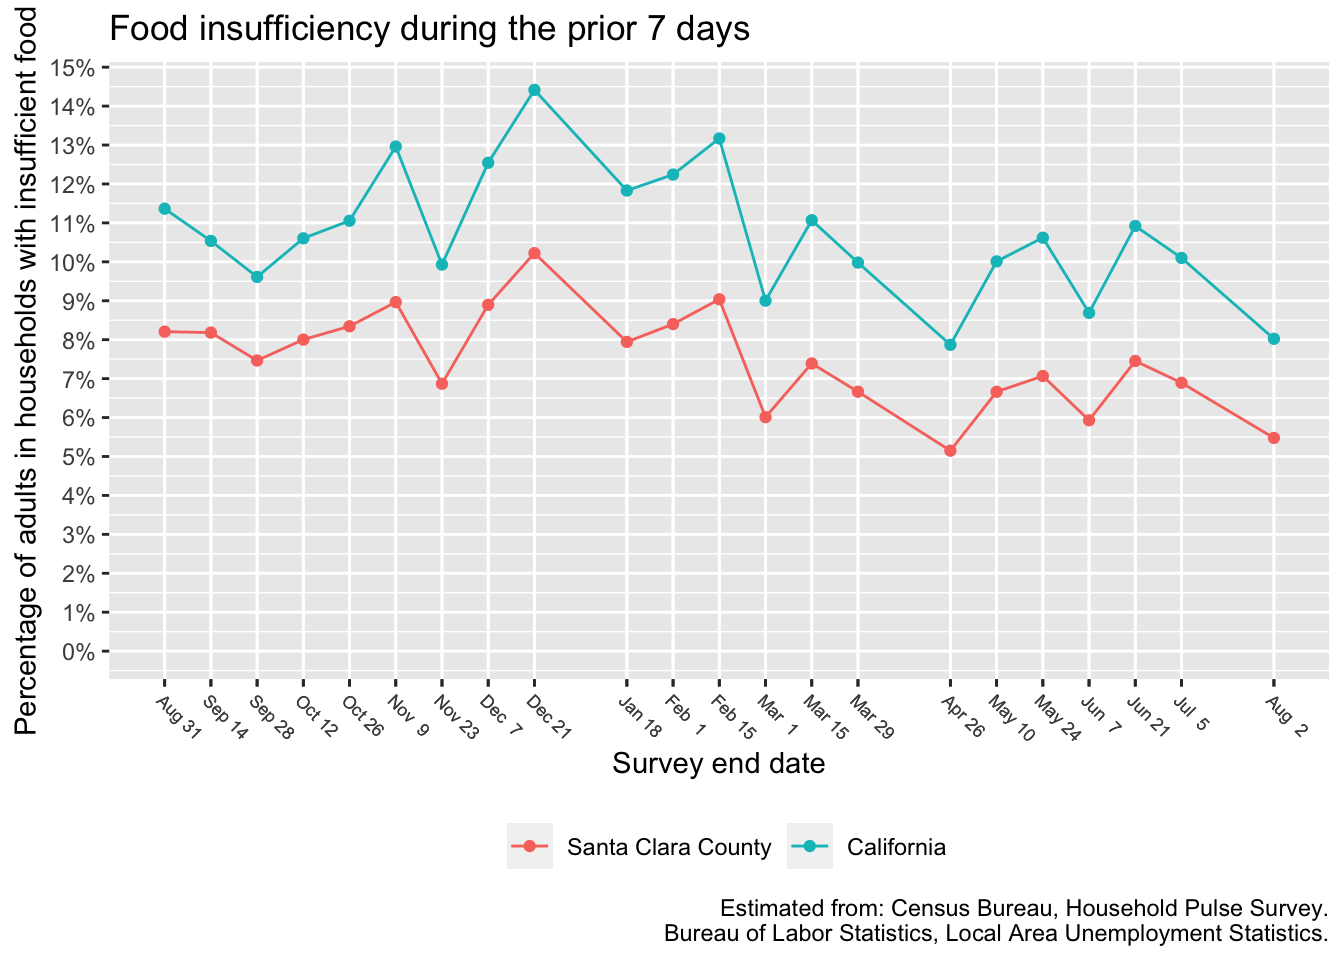 Food insufficiency during the prior 7 days
Percentage of adults in households with insufficient food
15%
14%
13%
12%
11%
10%
9%
8%
7%
6%
5%
4%
3%
2%
1%
0%
Aug 31
Sep 14
Sep 28
Oct 12
Oct 26
Nov 9
Nov 23
Dec 7
Dec 21
Jan 18
Feb 1
Feb 15
Mar 1
Mar 15
Mar 29
Apr 26
May 10
May 24
Jun 7
Jun 21
Jul 5
Aug 2
Survey end date
Santa Clara County
California
Estimated from: Census Bureau, Household Pulse Survey.
Bureau of Labor Statistics, Local Area Unemployment Statistics.